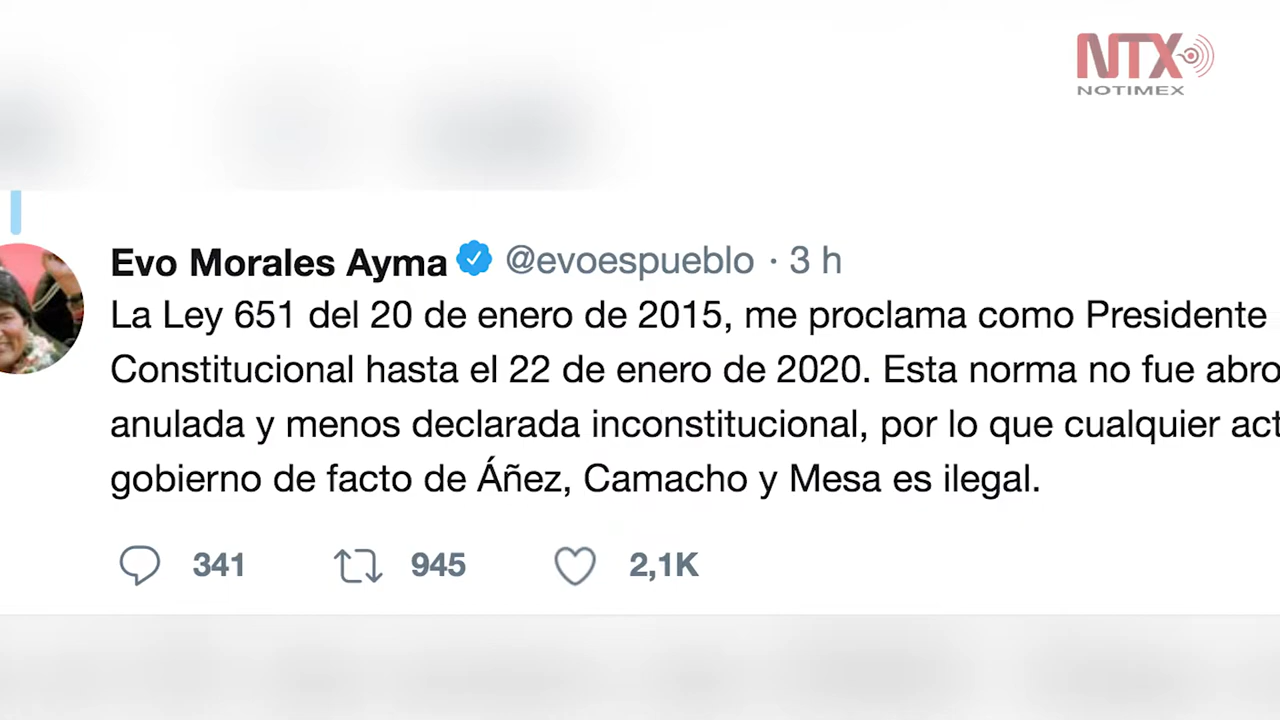 NTX
NOTIMEX
Evo Morales Ayma @evoespueblo · 3 h
La Ley 651 del 20 de enero de 2015, me proclama como Presidente
Constitucional hasta el 22 de enero de 2020. Esta norma no fue abro
anulada y menos declarada inconstitucional, por lo que cualquier act
gobierno de facto de Áñez, Camacho y Mesa es ilegal.
341 945 2,1K